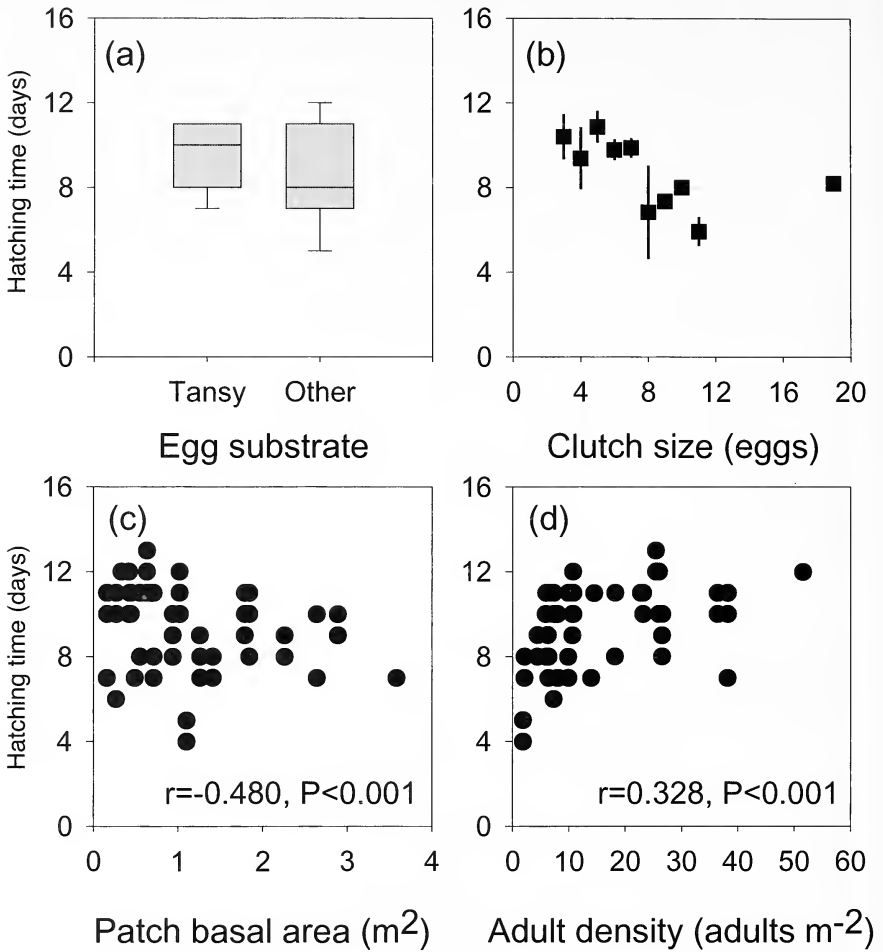 (a)
Hatching time (days)
16
12
8
4
0
Tansy Other
Egg substrate
(b)
16
12
8
4
0
0 4 8 12 16 20
Clutch size (eggs)
(c)
Hatching time (days)
16
12
8
4
0
r=-0.480, P<0.001
0 1 2 3 4
Patch basal area (m²)
(d)
16
12
8
4
0
r=0.328, P<0.001
0 10 20 30 40 50 60
Adult density (adults m⁻²)